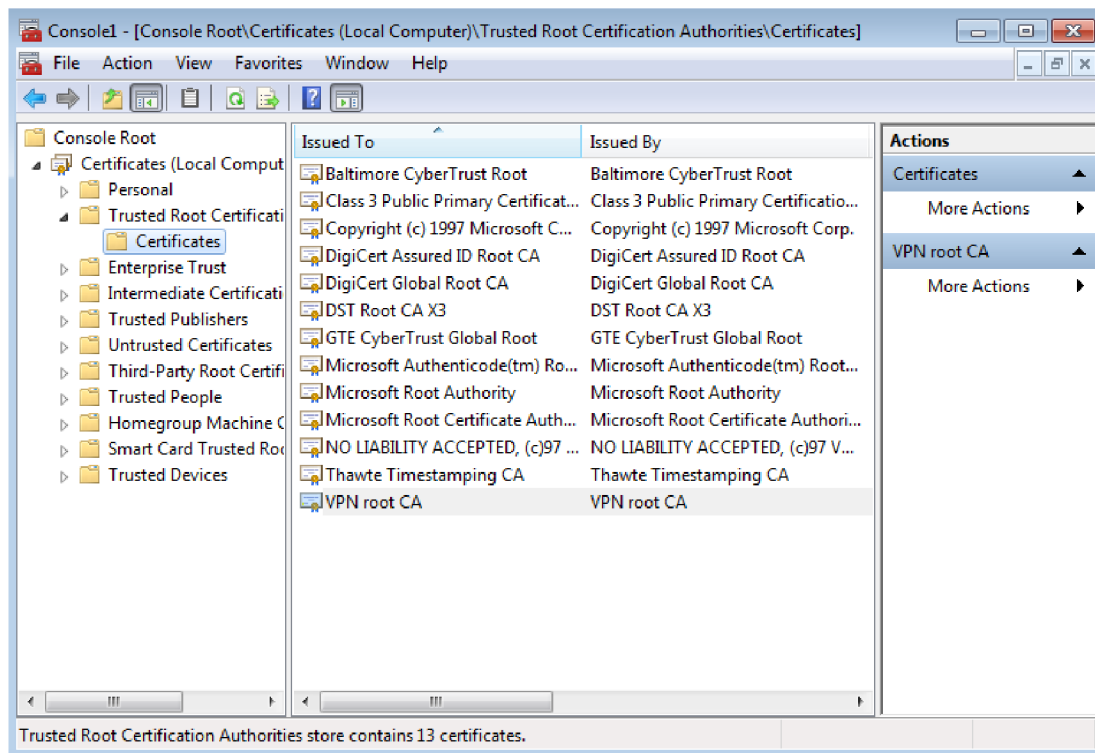 Console1 - [Console Root\Certificates (Local Computer)\Trusted Root Certification Authorities\Certificates]
File Action View Favorites Window Help
Console Root
Certificates (Local Comput
Personal
Trusted Root Certificati
Certificates
Enterprise Trust
Intermediate Certificati
Trusted Publishers
Untrusted Certificates
Third-Party Root Certifi
Trusted People
Homegroup Machine C
Smart Card Trusted Roo
Trusted Devices
Issued To Issued By
Baltimore CyberTrust Root Baltimore CyberTrust Root
Class 3 Public Primary Certificat... Class 3 Public Primary Certificatio...
Copyright (c) 1997 Microsoft C... Copyright (c) 1997 Microsoft Corp.
DigiCert Assured ID Root CA DigiCert Assured ID Root CA
DigiCert Global Root CA DigiCert Global Root CA
DST Root CA X3 DST Root CA X3
GTE CyberTrust Global Root GTE CyberTrust Global Root
Microsoft Authenticode(tm) Ro... Microsoft Authenticode(tm) Root...
Microsoft Root Authority Microsoft Root Authority
Microsoft Root Certificate Auth... Microsoft Root Certificate Authori...
NO LIABILITY ACCEPTED, (c)97 ... NO LIABILITY ACCEPTED, (c)97 V...
Thawte Timestamping CA Thawte Timestamping CA
VPN root CA VPN root CA
Actions
Certificates
More Actions
VPN root CA
More Actions
Trusted Root Certification Authorities store contains 13 certificates.